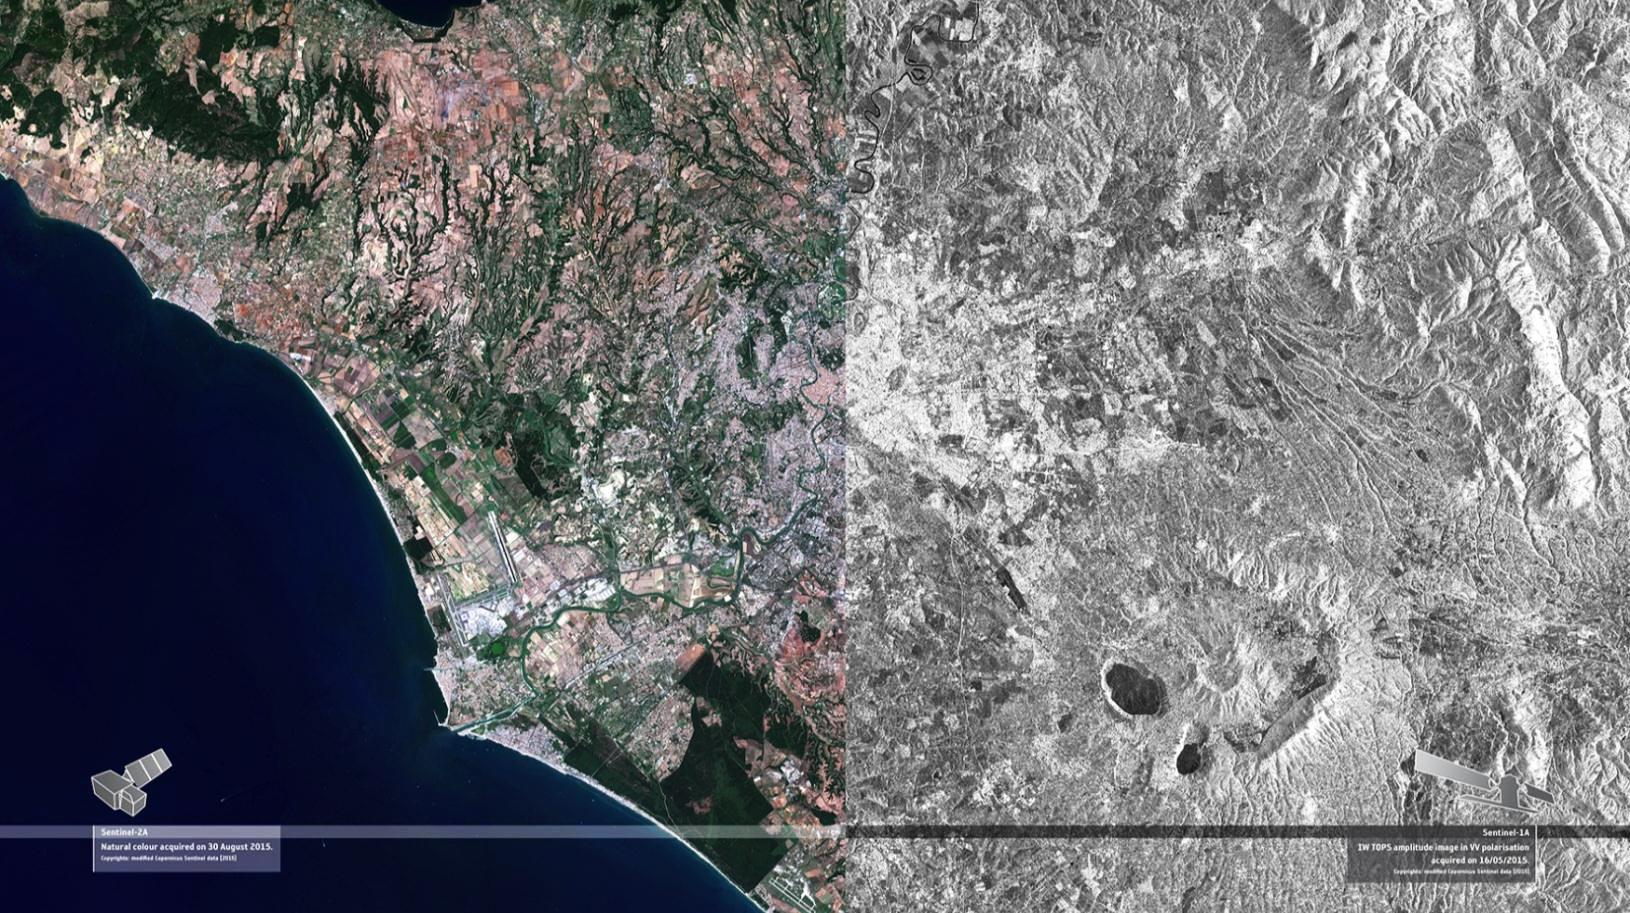 Sentinel-2A
Natural colour acquired on 30 August 2015.
Copyrights: modified Copernicus Sentinel data [2015]
Sentinel-1A
IW TOPS amplitude image in VV polarisation
acquired on 16/05/2015.
Copyrights: modified Copernicus Sentinel data [2015]